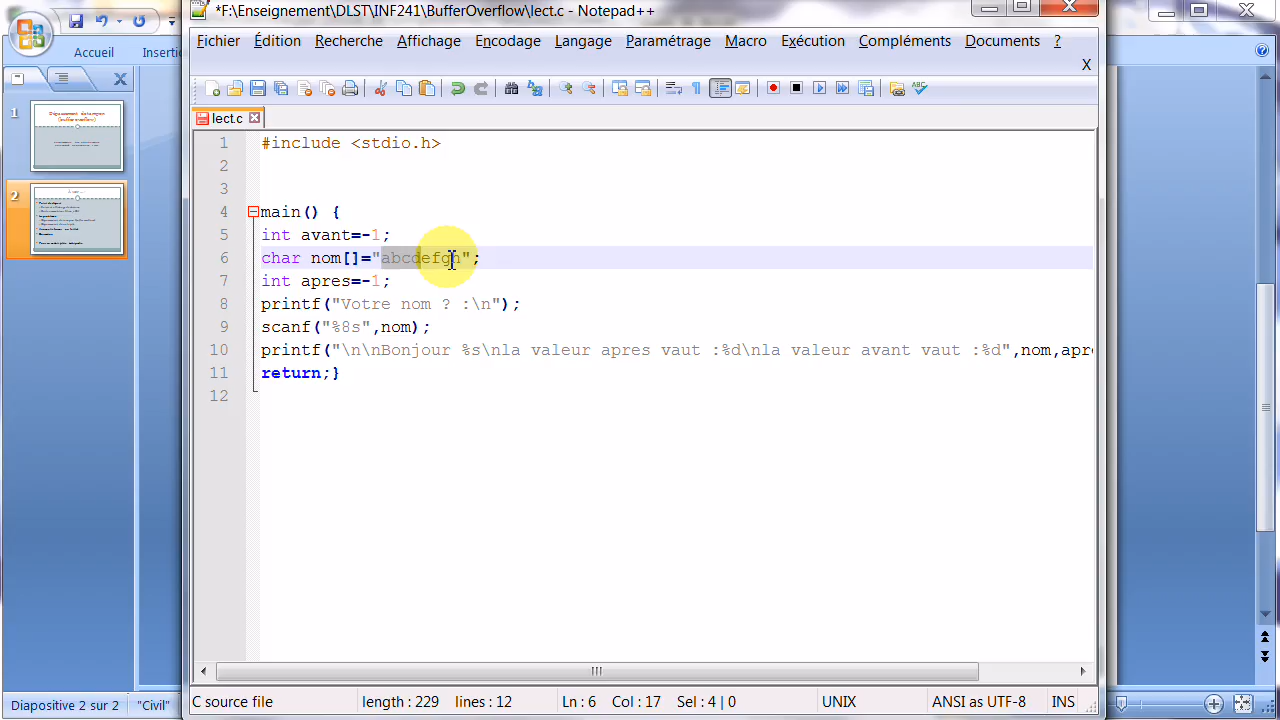 *F:\Enseignement\DLST\INF241\BufferOverflow\lect.c - Notepad++
Accueil
Insertio
Fichier Édition Recherche Affichage Encodage Langage Paramétrage Macro Exécution Compléments Documents ?
X
lect.c
1 #include <stdio.h>
2
3
4 main() {
5 int avant=-1;
6 char nom[]="abcdefgh";
7 int apres=-1;
8 printf("Votre nom ? :\n");
9 scanf("%8s",nom);
10 printf("\n\nBonjour %s\nla valeur apres vaut :%d\nla valeur avant vaut :%d",nom,apre
11 return;}
12
1
2
C source file length : 220 lines : 12 Ln : 6 Col : 17 Sel : 4 | 0 UNIX ANSI as UTF-8 INS
Diapositive 2 sur 2 "Civil"